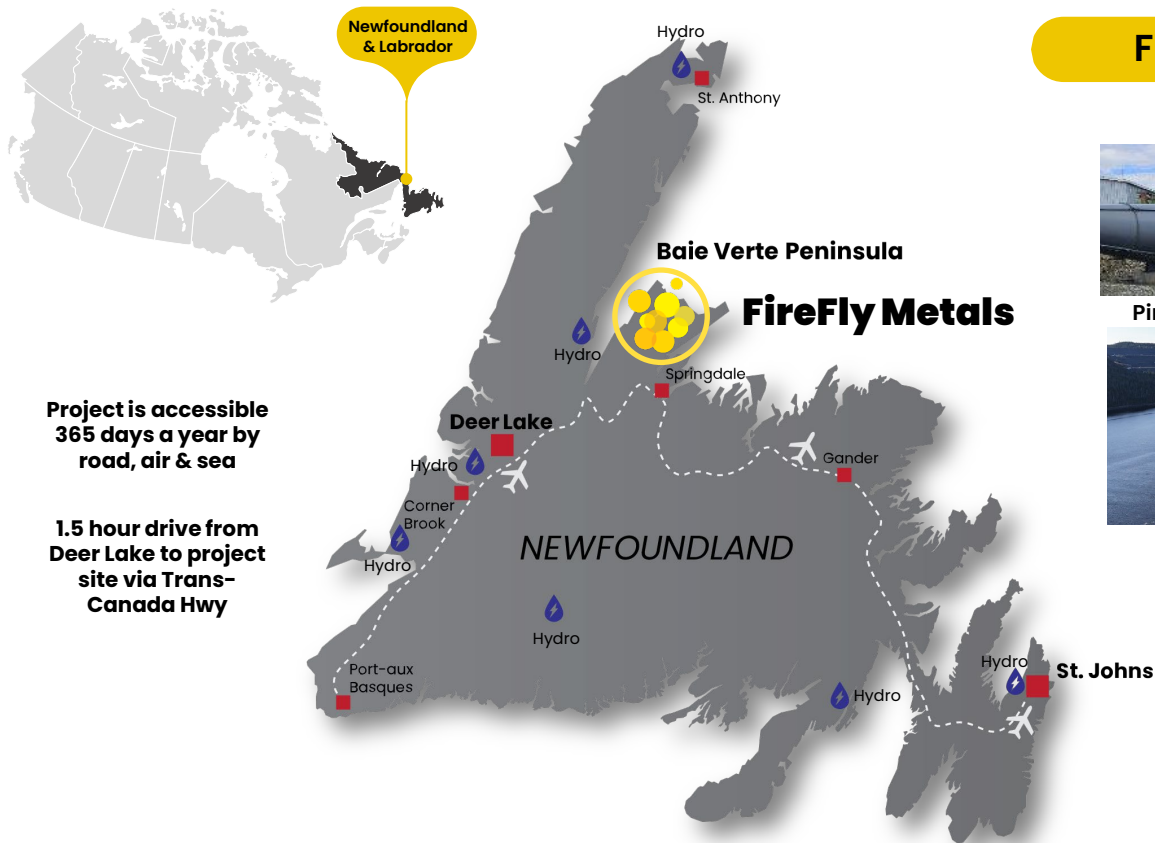 Newfoundland
& Labrador
F
Hydro
St. Anthony
Baie Verte Peninsula
FireFly Metals
Pi
Hydro
Springdale
Project is accessible
365 days a year by
road, air & sea
Deer Lake
Hydro
Gander
Corner
Brook
1.5 hour drive from
Deer Lake to project
site via Trans-
Canada Hwy
Hydro
NEWFOUNDLAND
Hydro
Port-aux
Basques
Hydro
St. Johns
Hydro